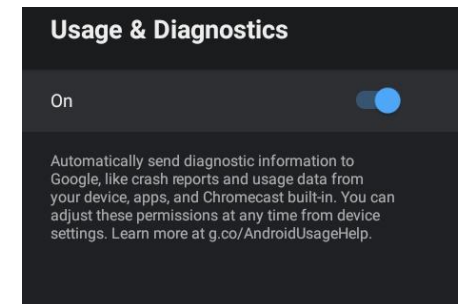 Usage & Diagnostics
On
Automatically send diagnostic information to
Google, like crash reports and usage data from
your device, apps, and Chromecast built-in. You can
adjust these permissions at any time from device
settings. Learn more at g.co/AndroidUsageHelp.